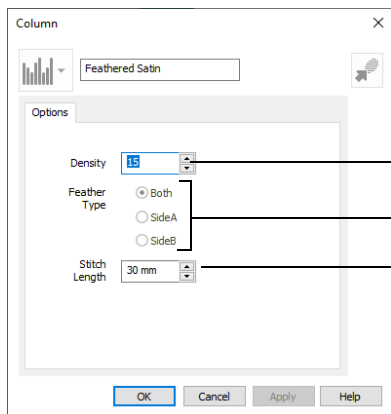 Column
Feathered Satin
Options
Density 15
Feather Type
Both
SideA
SideB
Stitch Length 30 mm
OK Cancel Apply Help